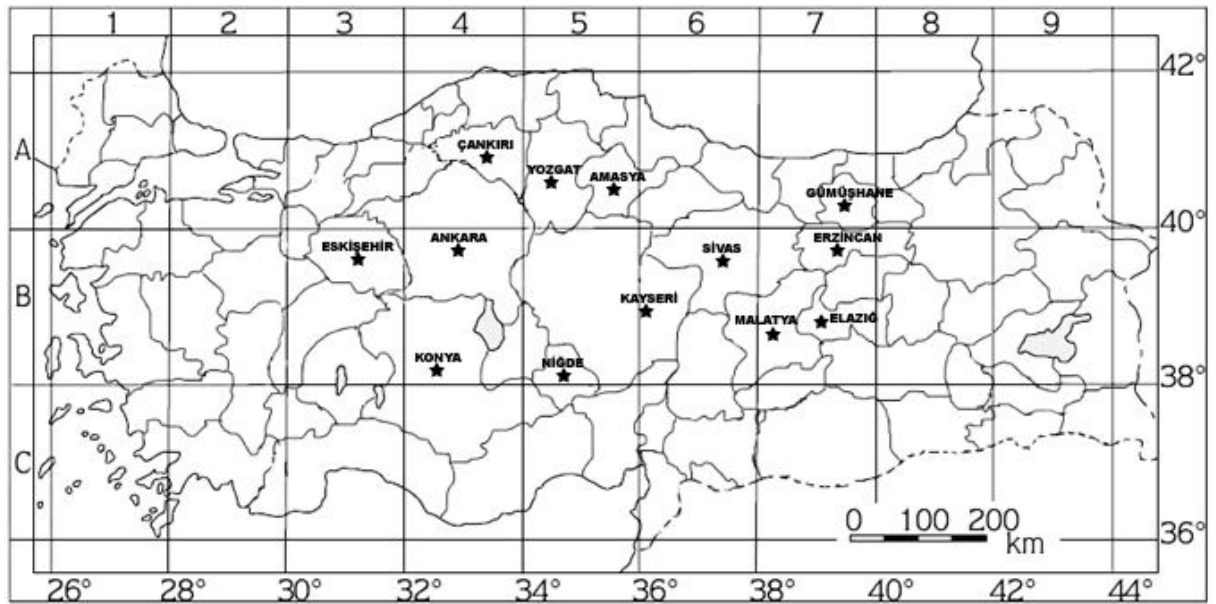 1 2 3 4 5 6 7 8 9
42°
A
ÇANKIRI
YOZGAT
AMASYA
GÜMÜŞHANE
40°
ESKİŞEHİR
ANKARA
SİVAS
ERZİNCAN
B
KAYSERİ
MALATYA
ELAZIĞ
KONYA
NİĞDE
38°
C
0 100 200
km
36°
26° 28° 30° 32° 34° 36° 38° 40° 42° 44°